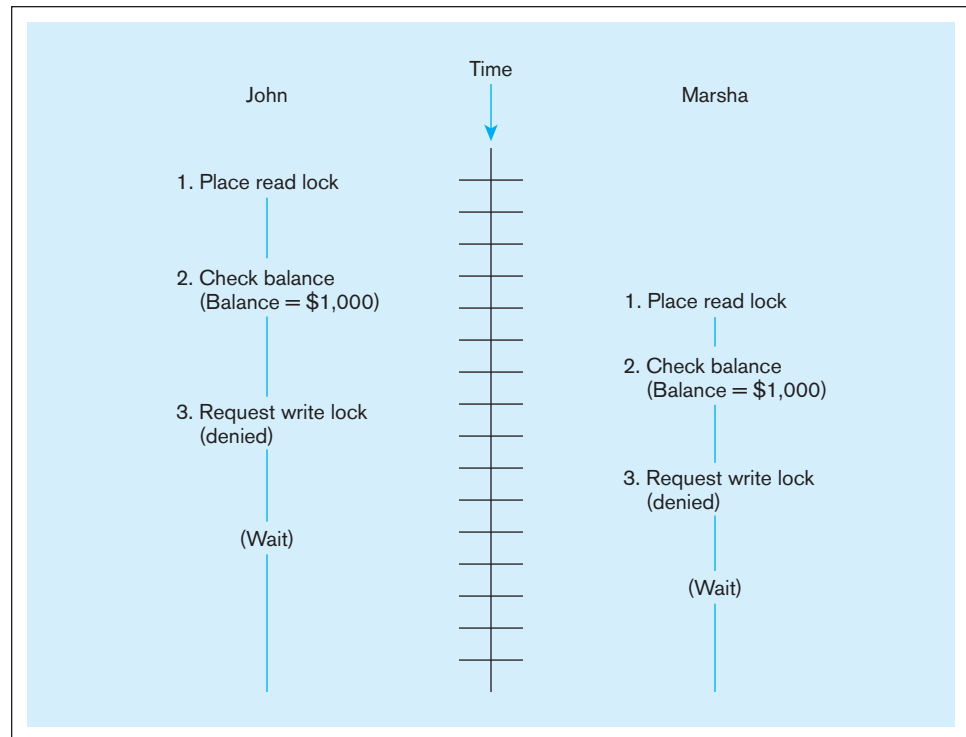 Time
John
Marsha
1. Place read lock
2. Check balance
(Balance = $1,000)
3. Request write lock
(denied)
(Wait)
1. Place read lock
2. Check balance
(Balance = $1,000)
3. Request write lock
(denied)
(Wait)